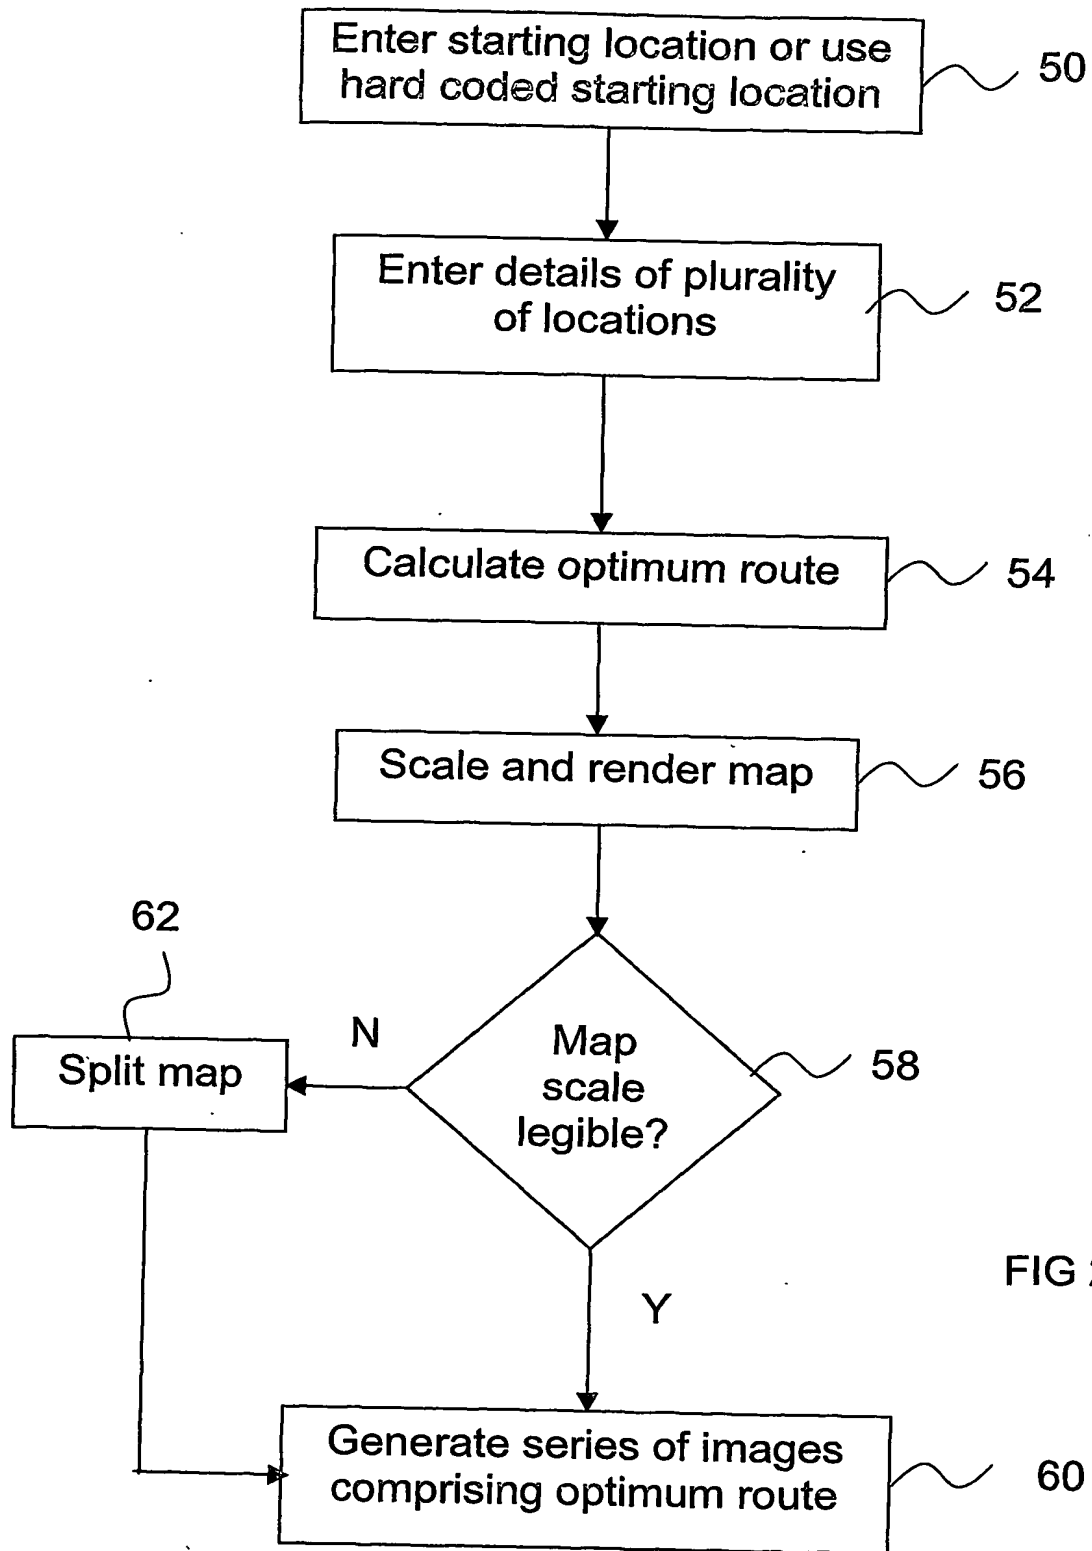 Enter starting location or use
hard coded starting location
50
Enter details of plurality
of locations
52
Calculate optimum route
54
Scale and render map
56
62
Split map
N
Map
scale
legible?
58
Y
FIG
Generate series of images
comprising optimum route
60